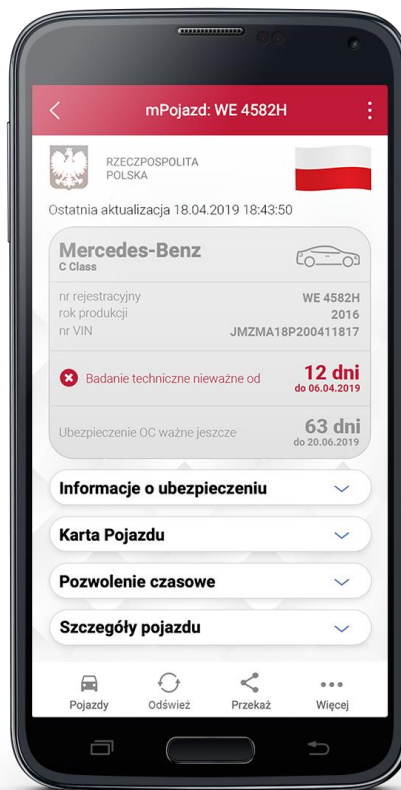 mPojazd: WE 4582H
RZECZPOSPOLITA
POLSKA
Ostatnia aktualizacja 18.04.2019 18:43:50
Mercedes-Benz
C Class
nr rejestracyjny WE 4582H
rok produkcji 2016
nr VIN JMZMA18P200411817
Badanie techniczne nieważne od 12 dni
do 06.04.2019
Ubezpieczenie OC ważne jeszcze 63 dni
do 20.06.2019
Informacje o ubezpieczeniu
Karta Pojazdu
Pozwolenie czasowe
Szczegóły pojazdu
Pojazdy Odśwież Przekaż Więcej